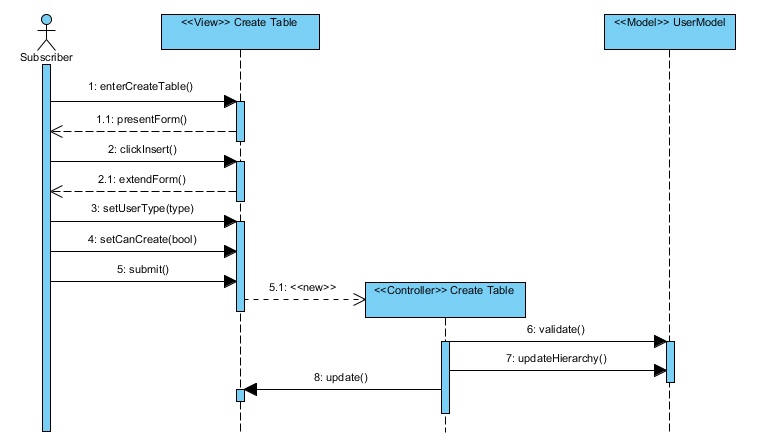 <<View>> Create Table
<<Model>> UserModel
Subscriber
1: enterCreateTable()
1.1: presentForm()
2: clickInsert()
2.1: extendForm()
3: setUserType(type)
4: setCanCreate(bool)
5: submit()
5.1: <<new>>
<<Controller>> Create Table
6: validate()
7: updateHierarchy()
8: update()